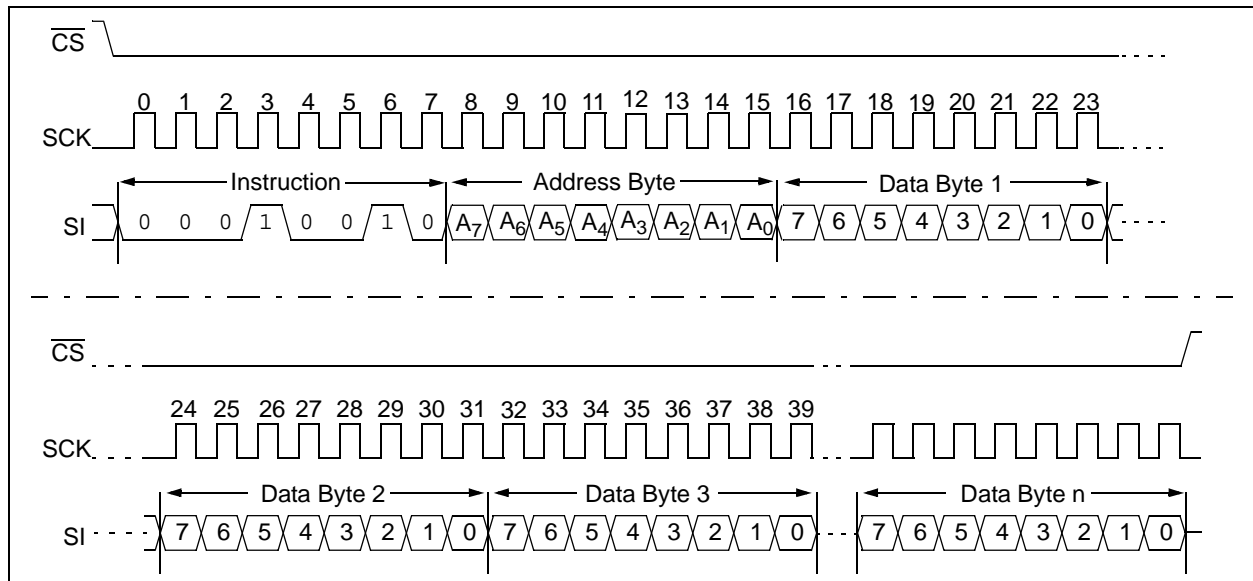 CS
0 1 2 3 4 5 6 7 8 9 10 11 12 13 14 15 16 17 18 19 20 21 22 23
SCK
Instruction Address Byte Data Byte 1
SI 0 0 0 1 0 0 1 0 A7 A6 A5 A4 A3 A2 A1 A0 7 6 5 4 3 2 1 0
CS
24 25 26 27 28 29 30 31 32 33 34 35 36 37 38 39
SCK
Data Byte 2 Data Byte 3 Data Byte n
SI 7 6 5 4 3 2 1 0 7 6 5 4 3 2 1 0 7 6 5 4 3 2 1 0